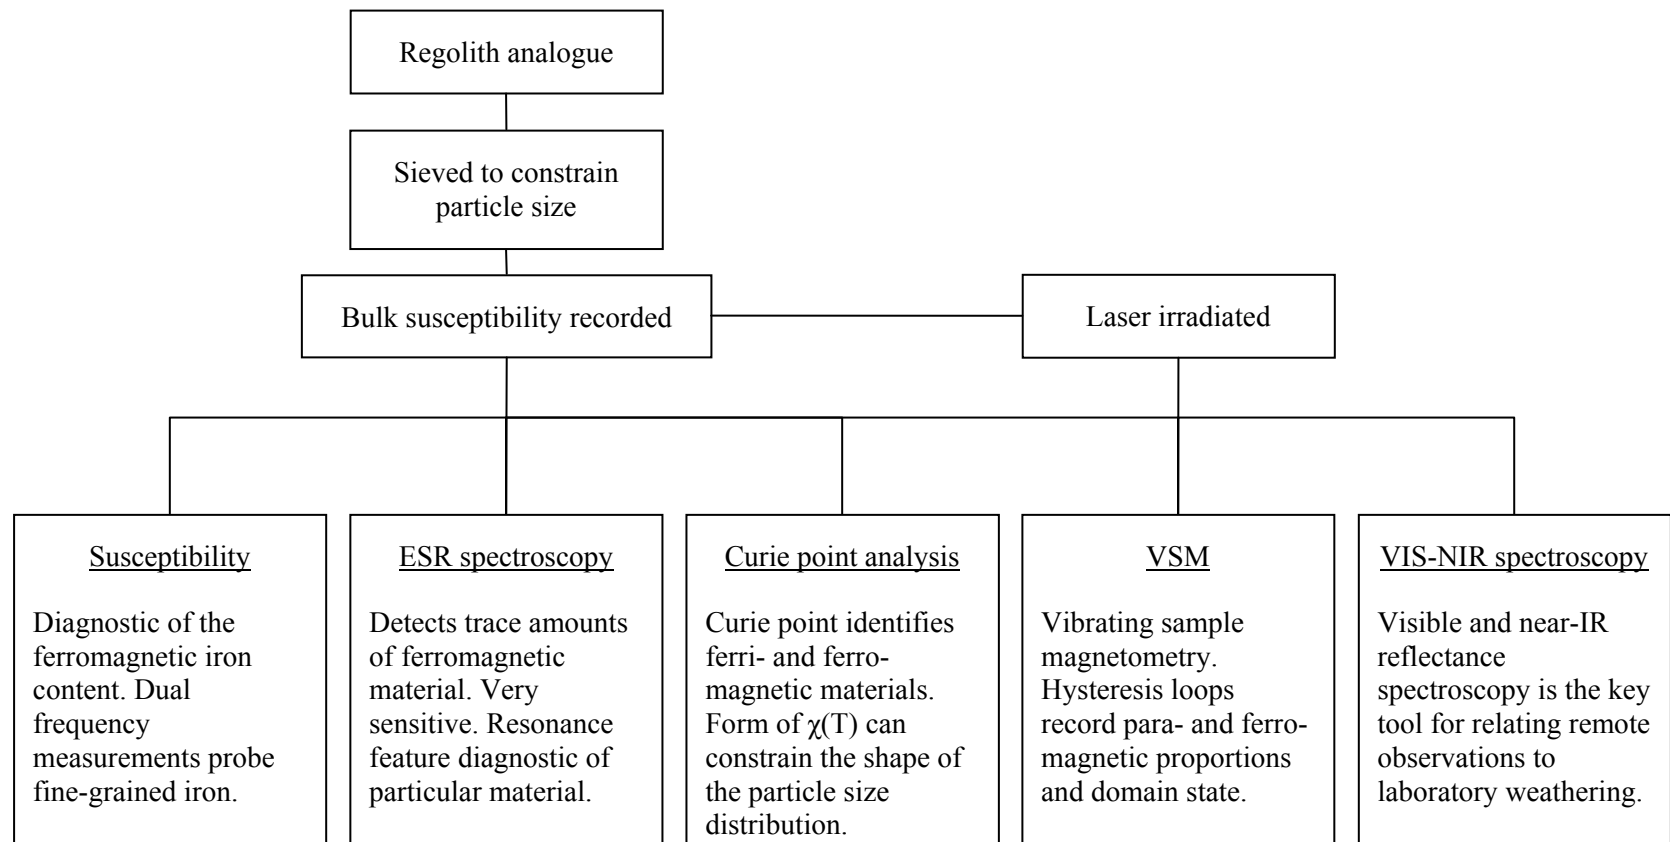 Regolith analogue
Sieved to constrain
particle size
Bulk susceptibility recorded
Laser irradiated
Susceptibility
Diagnostic of the
ferromagnetic iron
content. Dual
frequency
measurements probe
fine-grained iron.
ESR spectroscopy
Detects trace amounts
of ferromagnetic
material. Very
sensitive. Resonance
feature diagnostic of
particular material.
Curie point analysis
Curie point identifies
ferri- and ferro-
magnetic materials.
Form of χ(T) can
constrain the shape of
the particle size
distribution.
VSM
Vibrating sample
magnetometry.
Hysteresis loops
record para- and ferro-
magnetic proportions
and domain state.
VIS-NIR spectroscopy
Visible and near-IR
reflectance
spectroscopy is the key
tool for relating remote
observations to
laboratory weathering.